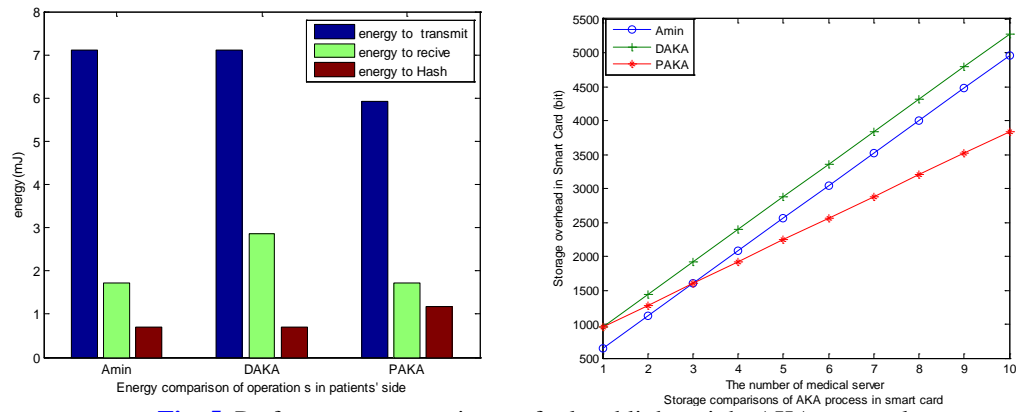 8
7
6
5
4
3
2
1
0
energy (mJ)
energy to transmit
energy to recive
energy to Hash
Amin DAKA PAKA
Energy comparison of operation s in patients' side
5500
5000
4500
4000
3500
3000
2500
2000
1500
1000
500
Storage overhead in Smart Card (bit)
Amin
DAKA
PAKA
1 2 3 4 5 6 7 8 9 10
The number of medical server
Storage comparisons of AKA process in smart card